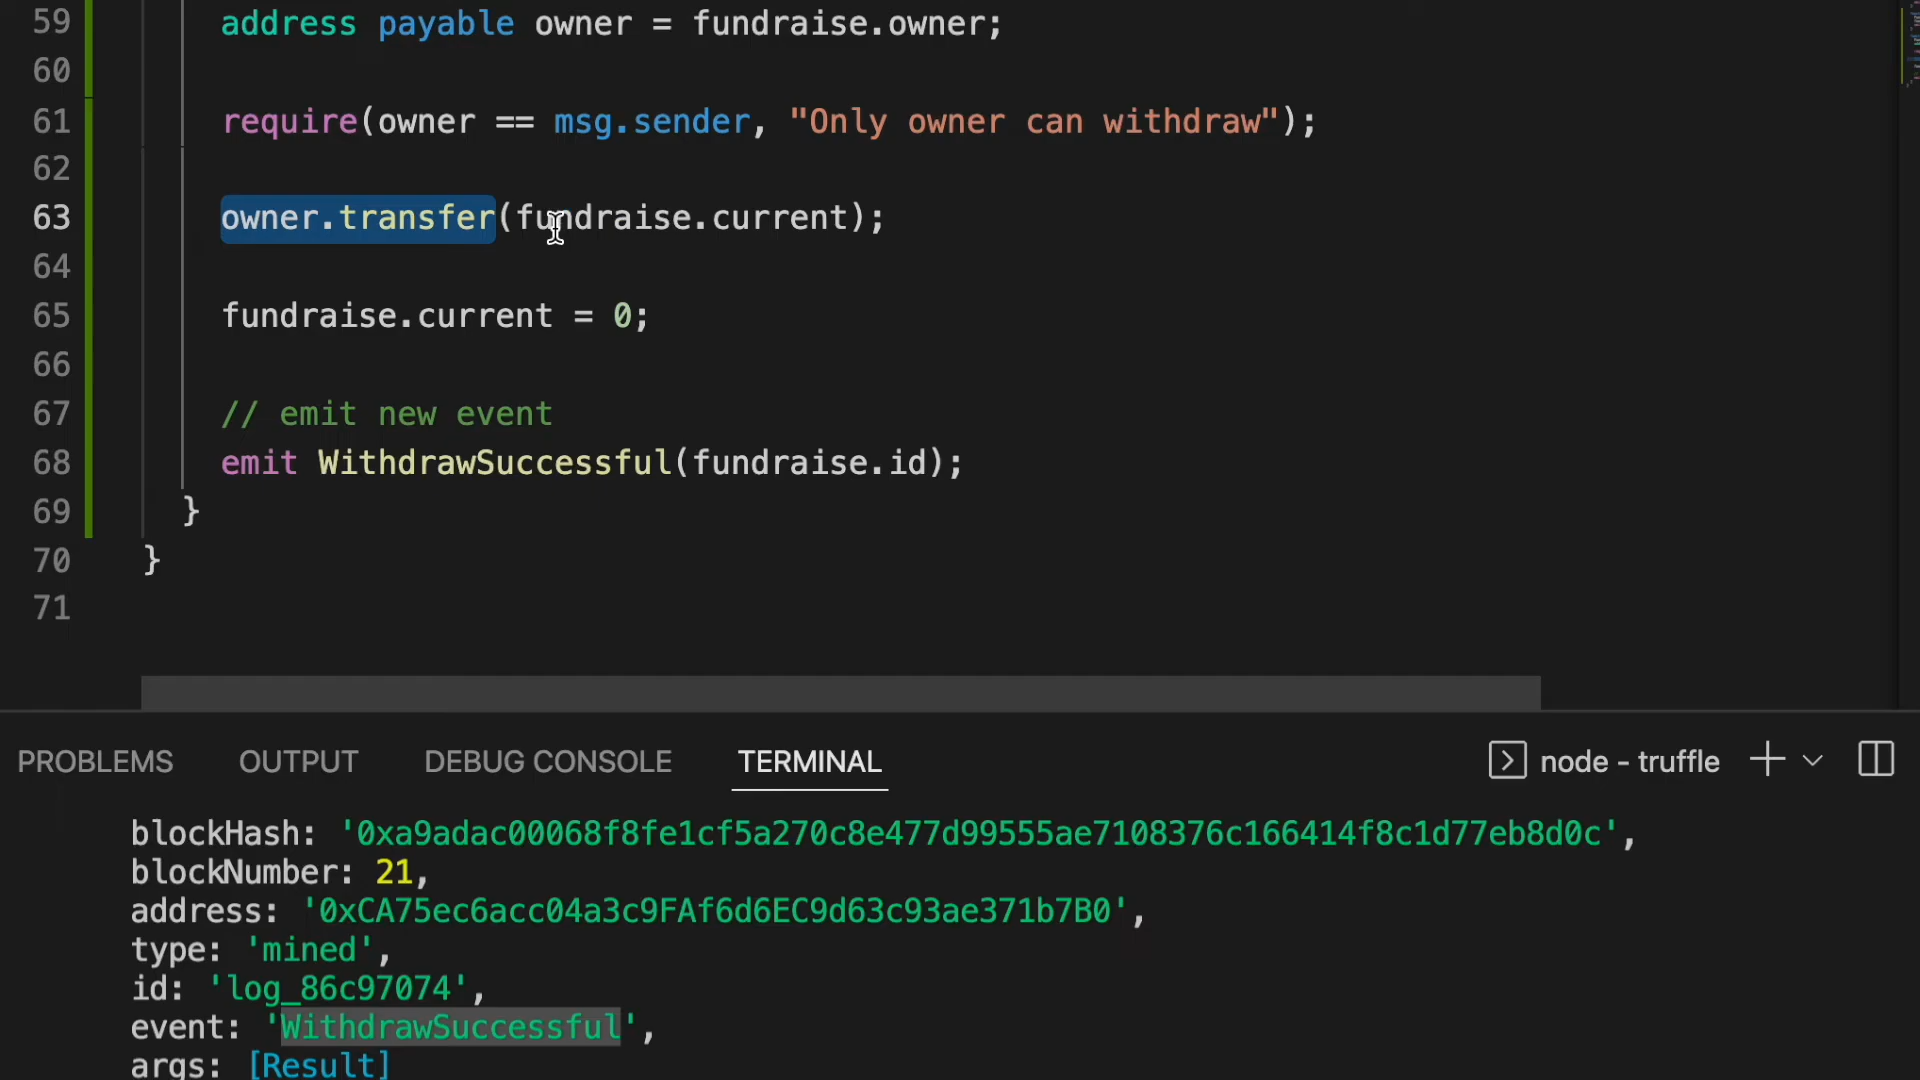 59 address payable owner = fundraise.owner;
60
61 require(owner == msg.sender, "Only owner can withdraw");
62
63 owner.transfer(fundraise.current);
64
65 fundraise.current = 0;
66
67 // emit new event
68 emit WithdrawSuccessful(fundraise.id);
69 }
70 }
71
PROBLEMS OUTPUT DEBUG CONSOLE TERMINAL node - truffle
blockHash: '0xa9adac00068f8fe1cf5a270c8e477d99555ae7108376c166414f8c1d77eb8d0c',
blockNumber: 21,
address: '0xCA75ec6acc04a3c9FAf6d6EC9d63c93ae371b7B0',
type: 'mined',
id: 'log_86c97074',
event: 'WithdrawSuccessful',
args: [Result]